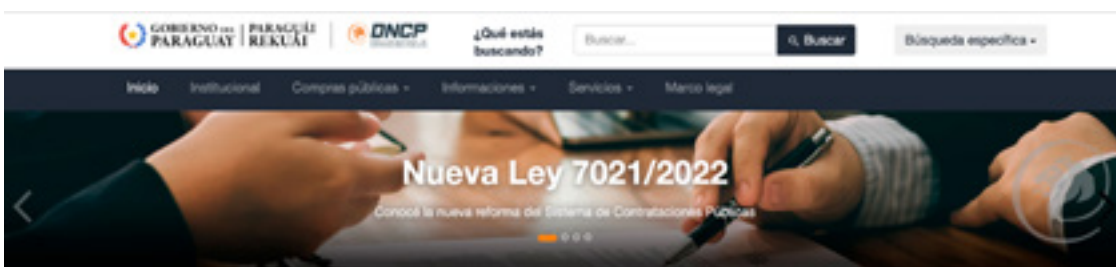 GOBIERNO DEL PARAGUAY | PARAGUÁI REKUÁI
DNCP
¿Qué estás buscando?
Buscar...
Buscar
Búsqueda específica
Inicio
Institucional
Compras públicas
Informaciones
Servicios
Marco legal
Nueva Ley 7021/2022
Conocé la nueva reforma del Sistema de Contrataciones Públicas